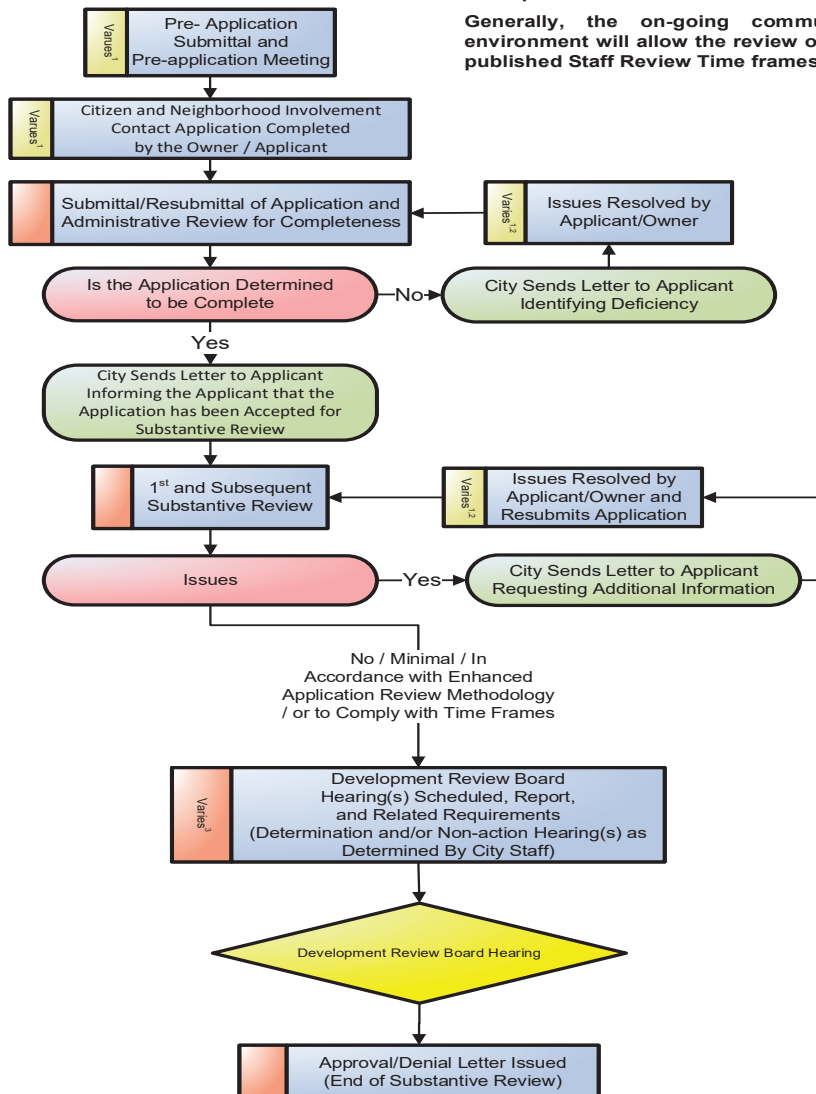 Pre- Application
Submittal and
Pre-application Meeting
Varues1
Generally, the on-going commu
environment will allow the review o
published Staff Review Time frames
Citizen and Neighborhood Involvement
Contact Application Completed
by the Owner / Applicant
Varues1
Submittal/Resubmittal of Application and
Administrative Review for Completeness
Issues Resolved by
Applicant/Owner
Varies1,2
Is the Application Determined
to be Complete
No
City Sends Letter to Applicant
Identifying Deficiency
Yes
City Sends Letter to Applicant
Informing the Applicant that the
Application has been Accepted for
Substantive Review
1st and Subsequent
Substantive Review
Issues Resolved by
Applicant/Owner and
Resubmits Application
Varies1,2
Issues
Yes
City Sends Letter to Applicant
Requesting Additional Information
No / Minimal / In
Accordance with Enhanced
Application Review Methodology
/ or to Comply with Time Frames
Development Review Board
Hearing(s) Scheduled, Report,
and Related Requirements
(Determination and/or Non-action Hearing(s) as
Determined By City Staff)
Varies3
Development Review Board Hearing
Approval/Denial Letter Issued
(End of Substantive Review)